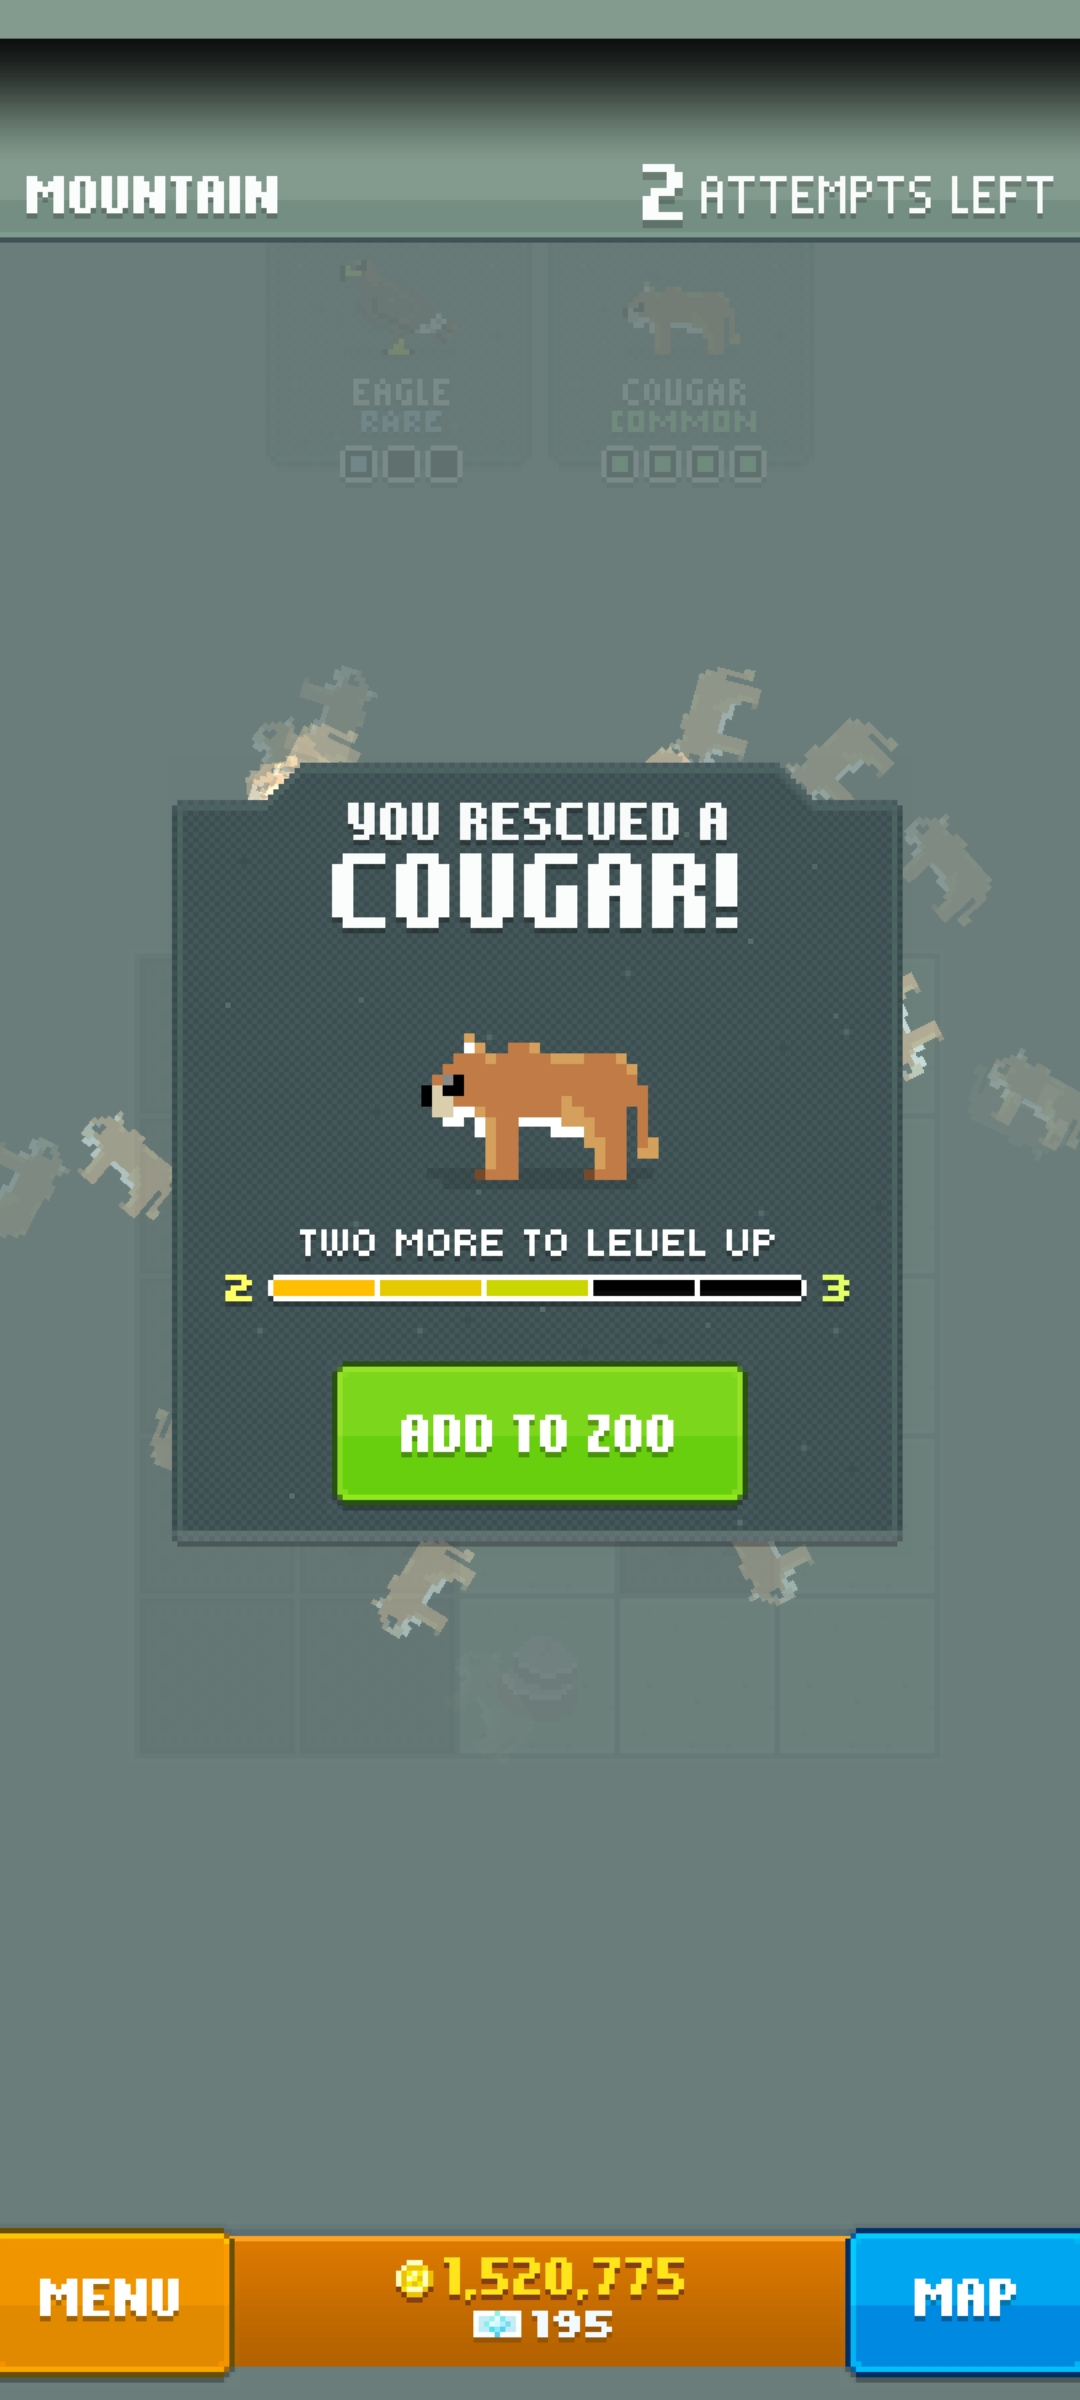 MOUNTAIN
2 ATTEMPTS LEFT
EAGLE
RARE
COUGAR
COMMON
YOU RESCUED A
COUGAR!
TWO MORE TO LEVEL UP
2
3
ADD TO ZOO
MENU
1,520,775
195
MAP